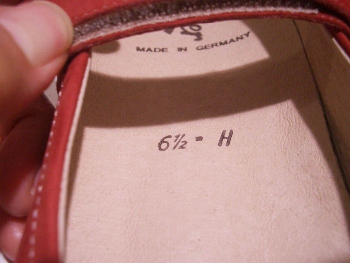 MADE IN GERMANY
6½ = H